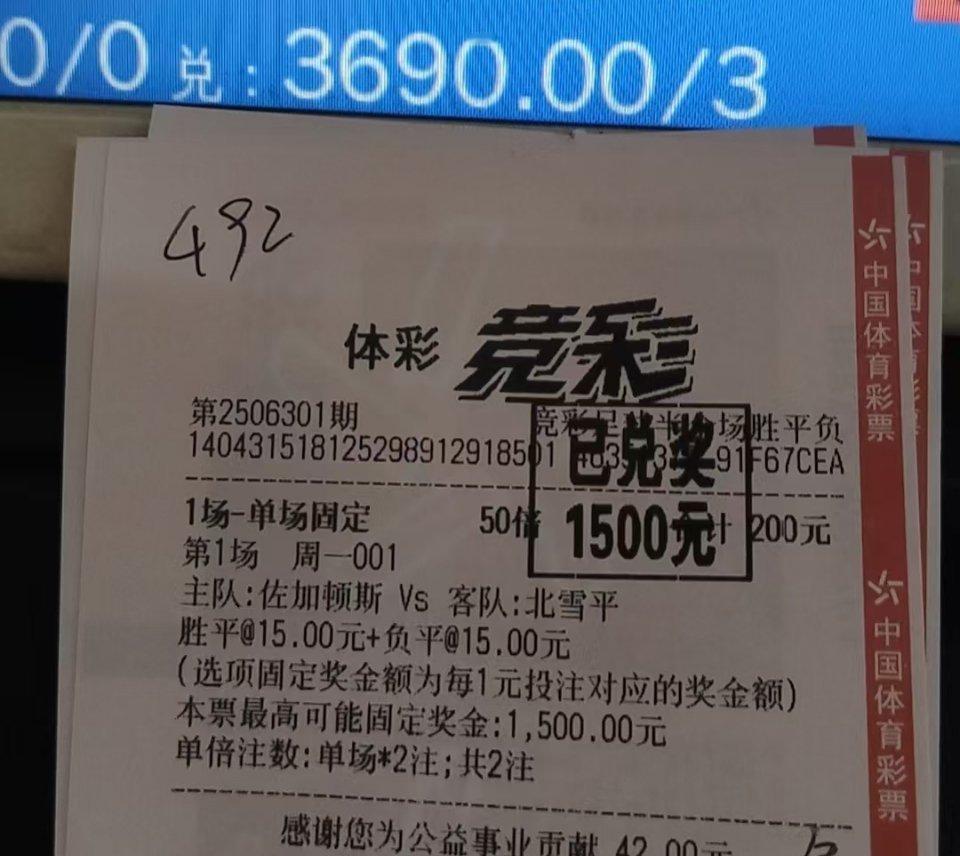 0/0 兑:3690.00/3
492
体彩 竞彩
第2506301期
竞彩足球半全场胜平负
140431518125298912918501
91F67CEA
已兑奖
1500元
1场-单场固定 50倍 合计 200元
第1场 周一001
主队:佐加顿斯 Vs 客队:北雪平
胜平@15.00元+负平@15.00元
(选项固定奖金额为每1元投注对应的奖金额)
本票最高可能固定奖金:1,500.00元
单倍注数:单场*2注;共2注
感谢您为公益事业贡献 42.00元
中国体育彩票
中国体育彩票